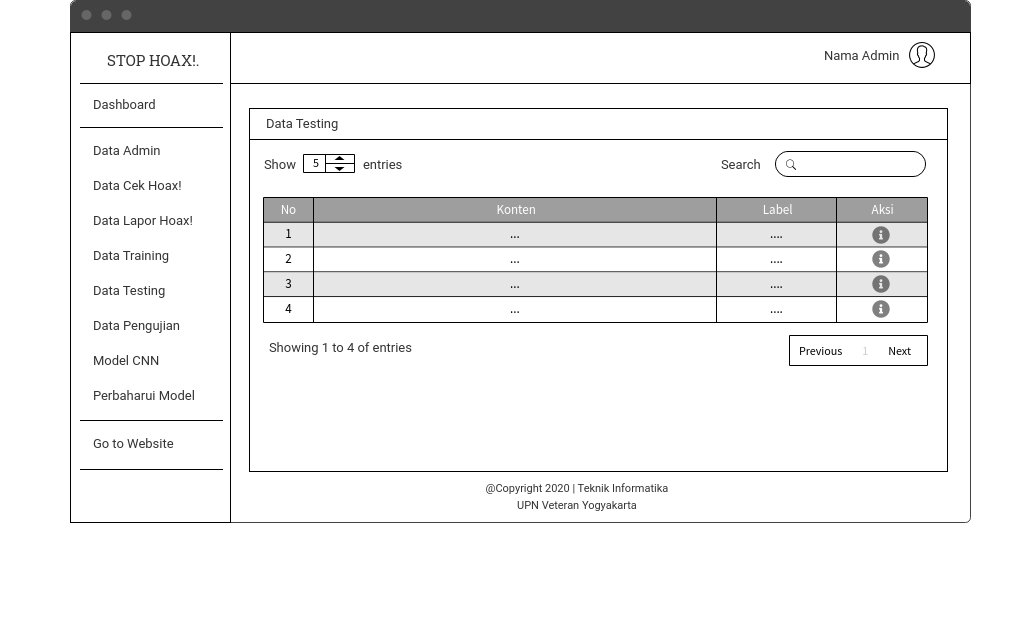 STOP HOAX!.
Nama Admin
Dashboard
Data Admin
Data Cek Hoax!
Data Lapor Hoax!
Data Training
Data Testing
Data Pengujian
Model CNN
Perbaharui Model
Go to Website
Data Testing
Show 5 entries
Search
No Konten Label Aksi
1 ... ....
2 ... ....
3 ... ....
4 ... ....
Showing 1 to 4 of entries
Previous 1 Next
@Copyright 2020 | Teknik Informatika
UPN Veteran Yogyakarta